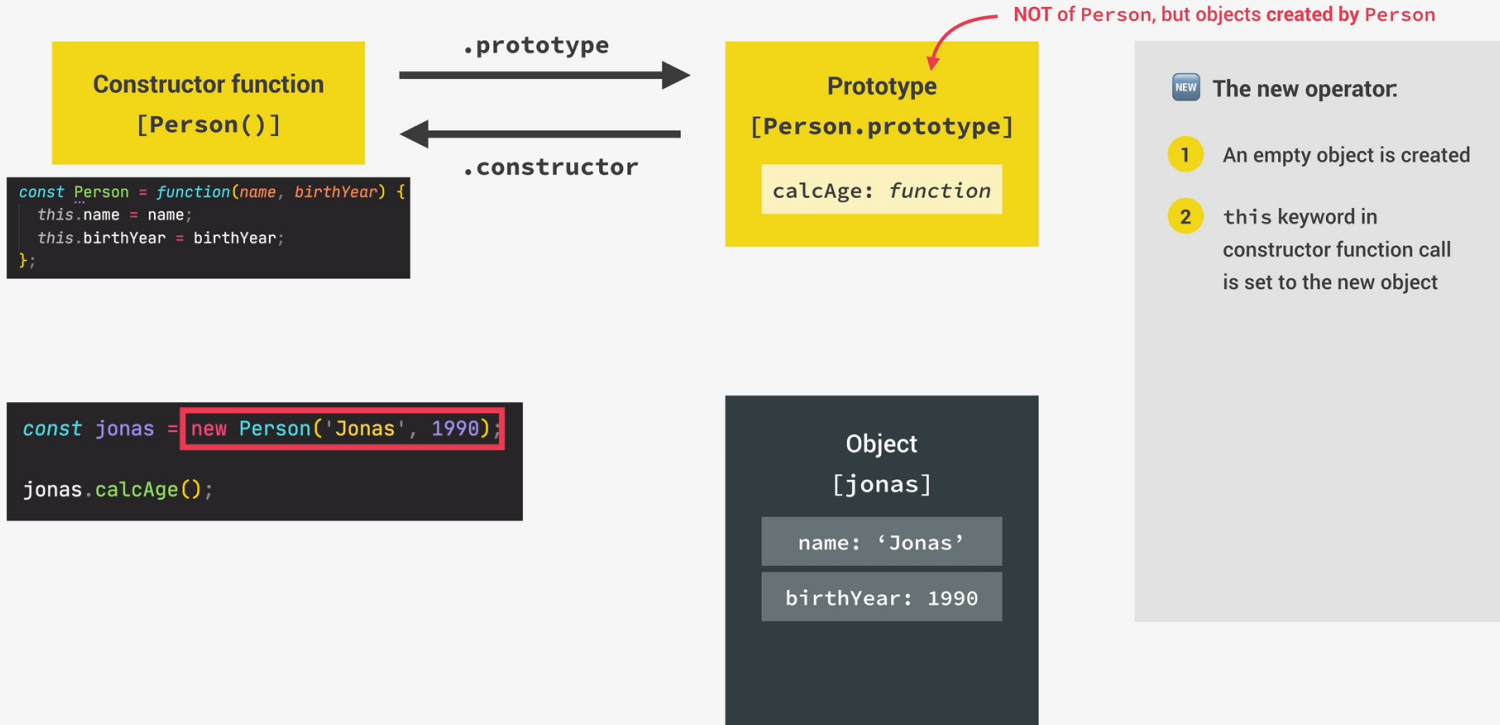 NOT of Person, but objects created by Person
Constructor function
[Person()]
.prototype
.constructor
Prototype
[Person.prototype]
calcAge: function
const Person = function(name, birthYear) {
this.name = name;
this.birthYear = birthYear;
};
NEW The new operator:
1 An empty object is created
2 this keyword in
constructor function call
is set to the new object
const jonas = new Person('Jonas', 1990);
jonas.calcAge();
Object
[jonas]
name: ‘Jonas’
birthYear: 1990